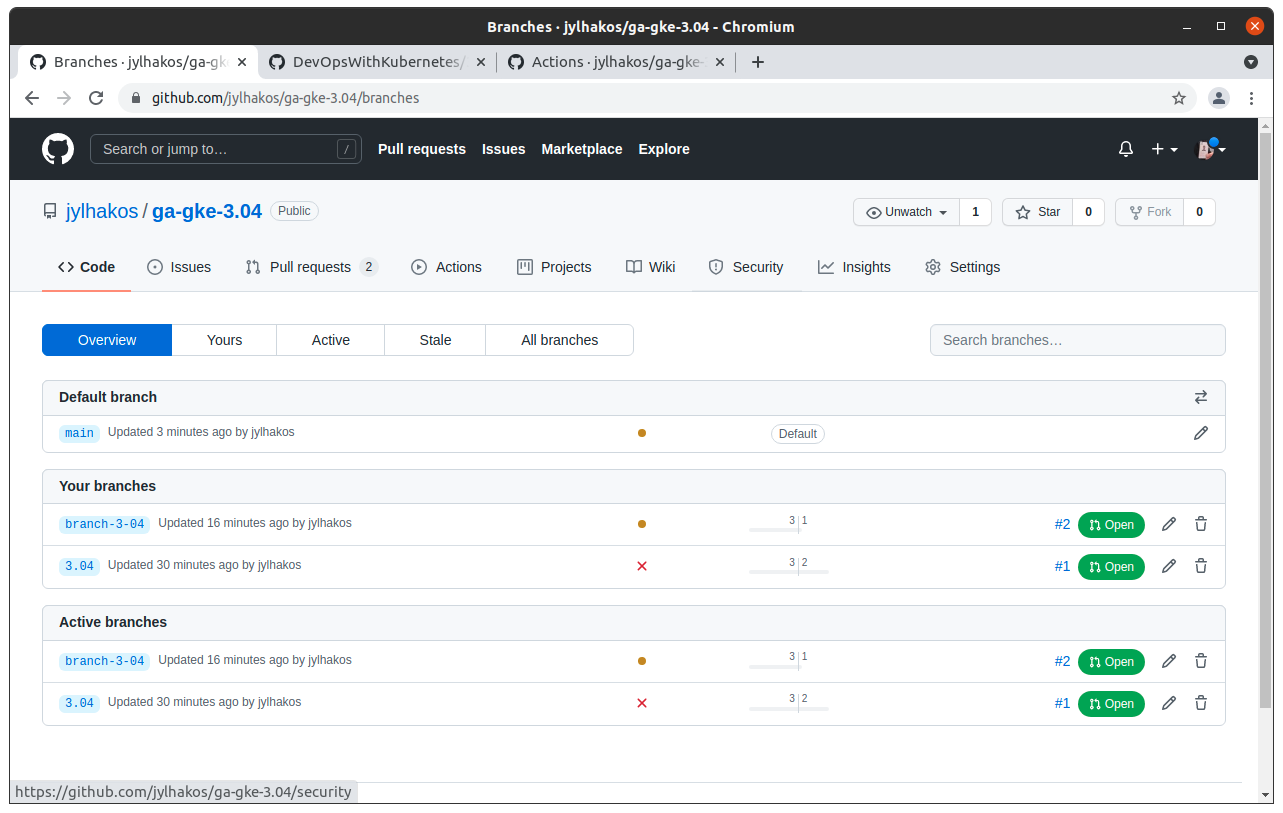 Branches · jylhakos/ga-gke-3.04 - Chromium
Branches · jylhakos/ga-gk
DevOpsWithKubernetes/
Actions · jylhakos/ga-gke-
github.com/jylhakos/ga-gke-3.04/branches
Search or jump to… / Pull requests Issues Marketplace Explore
jylhakos / ga-gke-3.04 Public Unwatch 1 Star 0 Fork 0
Code Issues Pull requests 2 Actions Projects Wiki Security Insights Settings
Overview Yours Active Stale All branches Search branches…
Default branch
main Updated 3 minutes ago by jylhakos Default
Your branches
branch-3-04 Updated 16 minutes ago by jylhakos 3 1 #2 Open
3.04 Updated 30 minutes ago by jylhakos 3 2 #1 Open
Active branches
branch-3-04 Updated 16 minutes ago by jylhakos 3 1 #2 Open
3.04 Updated 30 minutes ago by jylhakos 3 2 #1 Open
https://github.com/jylhakos/ga-gke-3.04/security